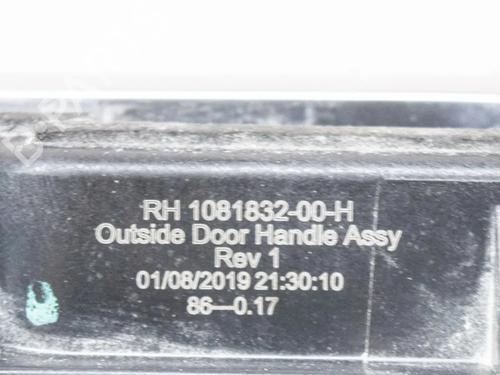 RH 1081832-00-H
Outside Door Handle Assy
Rev 1
01/08/2019 21:30:10
86—0.17